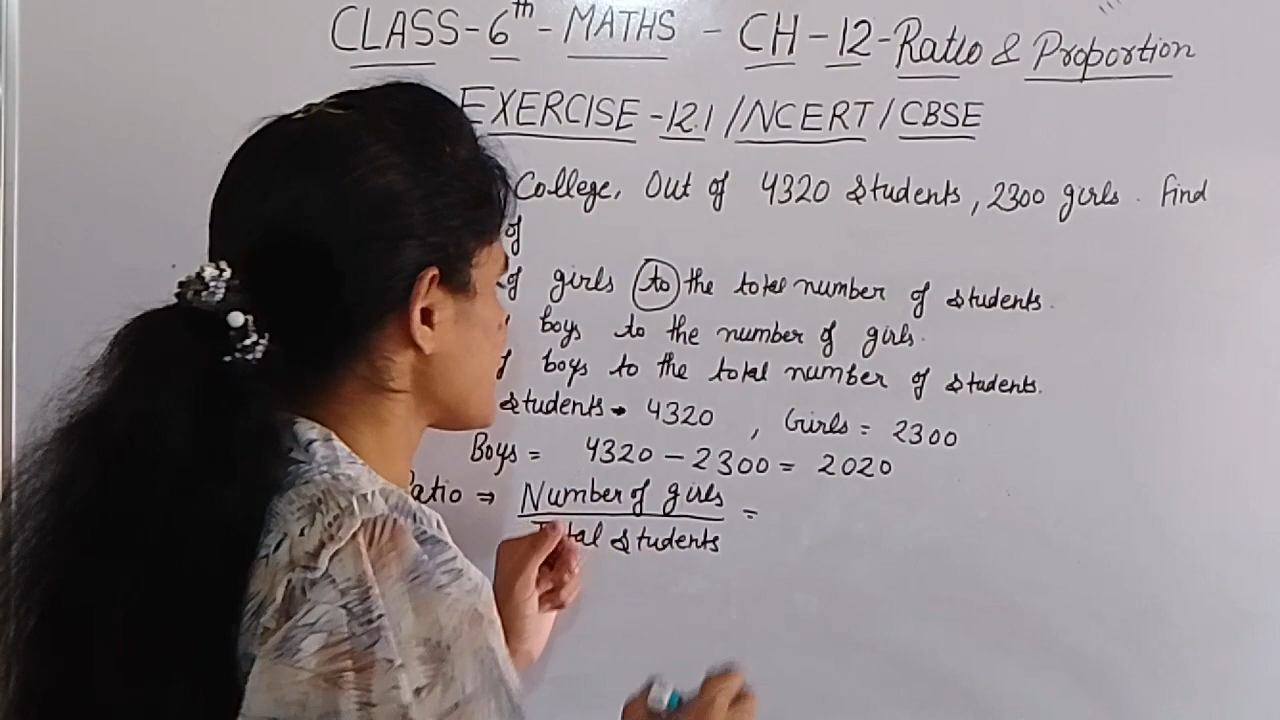 CLASS-6th - MATHS - CH-12-Ratio & Proportion
EXERCISE -12.1 /NCERT/CBSE
College, Out of 4320 Students, 2300 girls. Find
of
of girls to the total number of students.
boys to the number of girls.
boys to the total number of students.
students - 4320 , Girls = 2300
Boys = 4320 - 2300 = 2020
atio ⇒ Number of girls =
Total Students